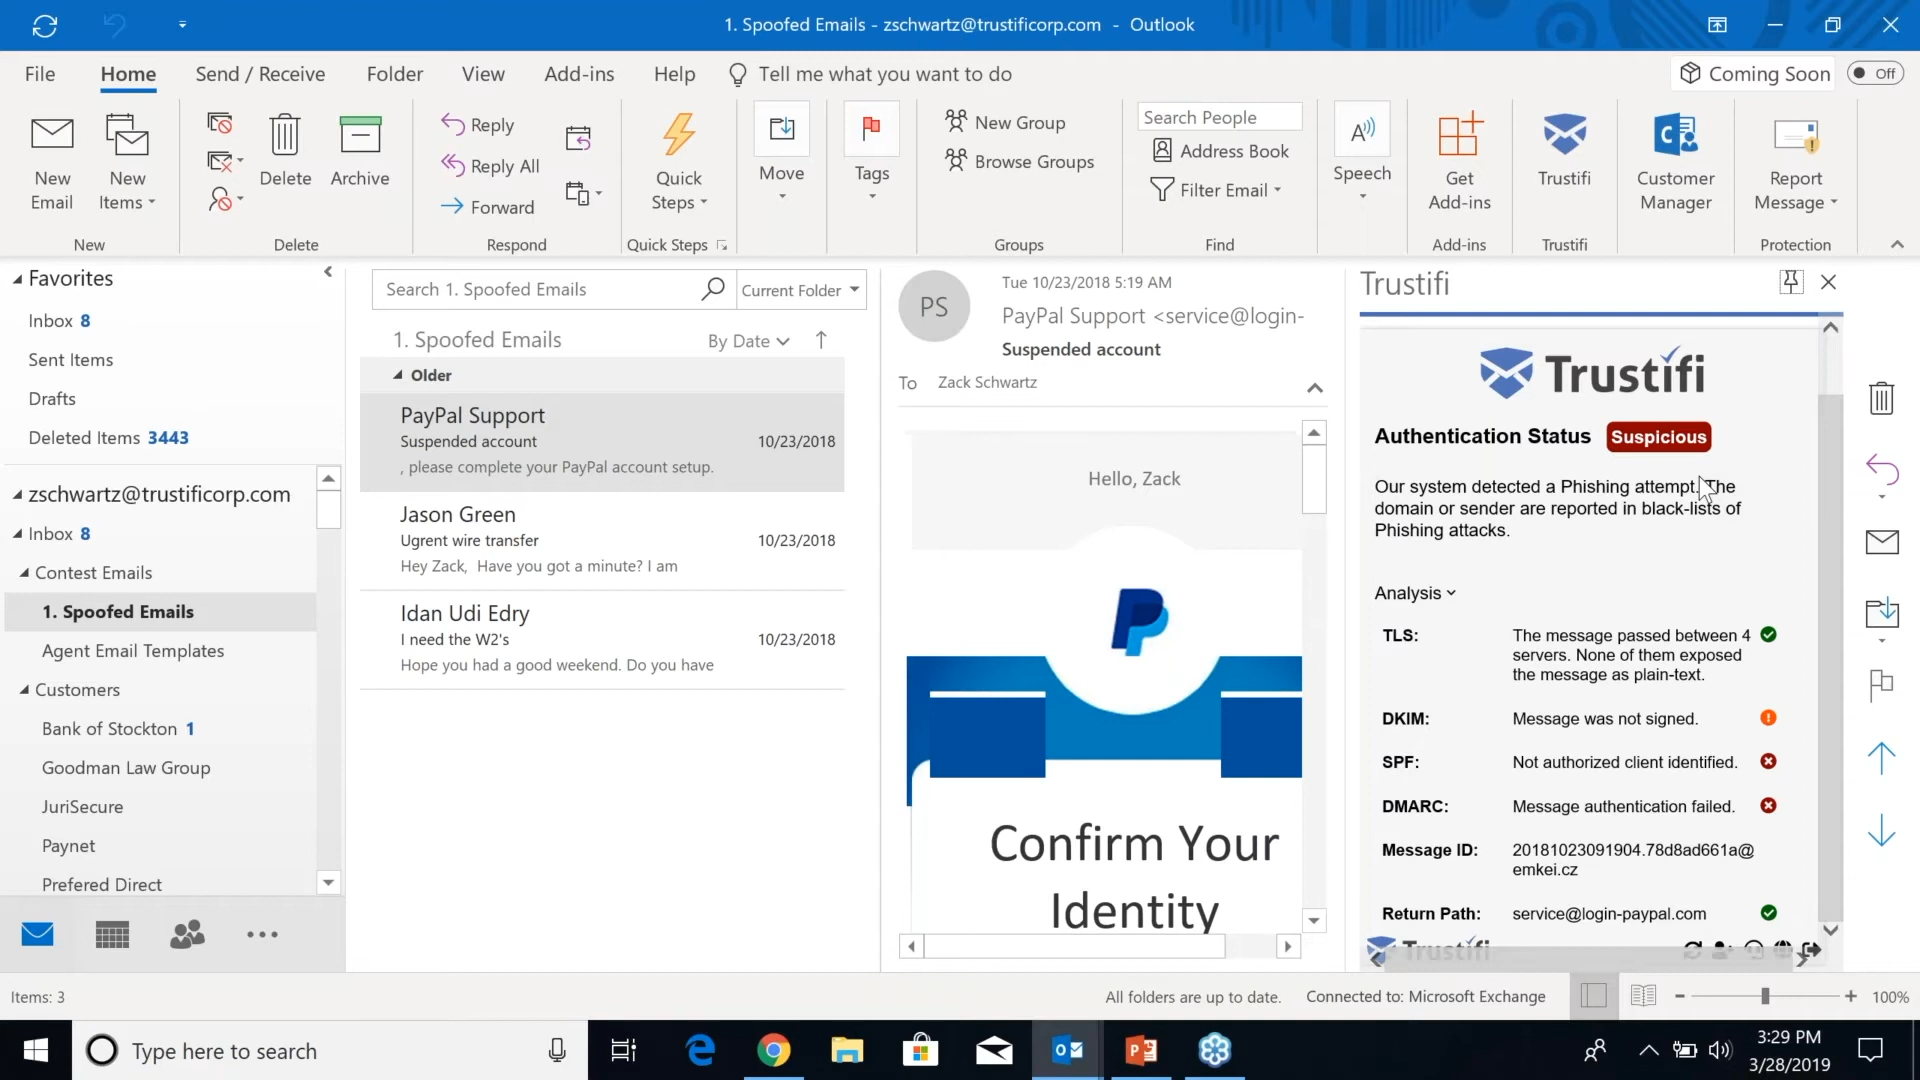 1. Spoofed Emails - zschwartz@trustificorp.com - Outlook
File Home Send / Receive Folder View Add-ins Help Tell me what you want to do Coming Soon Off
New Email
New Items
New
Delete
Archive
Delete
Reply
Reply All
Forward
Respond
Quick Steps
Quick Steps
Move
Tags
New Group
Browse Groups
Groups
Search People
Address Book
Filter Email
Find
A
Speech
Get Add-ins
Add-ins
Trustifi
Trustifi
C
Customer Manager
Report Message
Protection
Favorites
Inbox 8
Sent Items
Drafts
Deleted Items 3443
zschwartz@trustificorp.com
Inbox 8
Contest Emails
1. Spoofed Emails
Agent Email Templates
Customers
Bank of Stockton 1
Goodman Law Group
JuriSecure
Paynet
Prefered Direct
Search 1. Spoofed Emails
Current Folder
1. Spoofed Emails By Date
Older
PayPal Support
Suspended account 10/23/2018
, please complete your PayPal account setup.
Jason Green
Ugrent wire transfer 10/23/2018
Hey Zack, Have you got a minute? I am
Idan Udi Edry
I need the W2's 10/23/2018
Hope you had a good weekend. Do you have
PS
Tue 10/23/2018 5:19 AM
PayPal Support <service@login-
Suspended account
To Zack Schwartz
Hello, Zack
Confirm Your
Identity
Trustifi
Trustifi
Authentication Status Suspicious
Our system detected a Phishing attempt. The
domain or sender are reported in black-lists of
Phishing attacks.
Analysis
TLS: The message passed between 4
servers. None of them exposed
the message as plain-text.
DKIM: Message was not signed.
SPF: Not authorized client identified.
DMARC: Message authentication failed.
Message ID: 20181023091904.78d8ad661a@
emkei.cz
Return Path: service@login-paypal.com
Trustifi
Items: 3
All folders are up to date. Connected to: Microsoft Exchange 100%
Type here to search
3:29 PM
3/28/2019